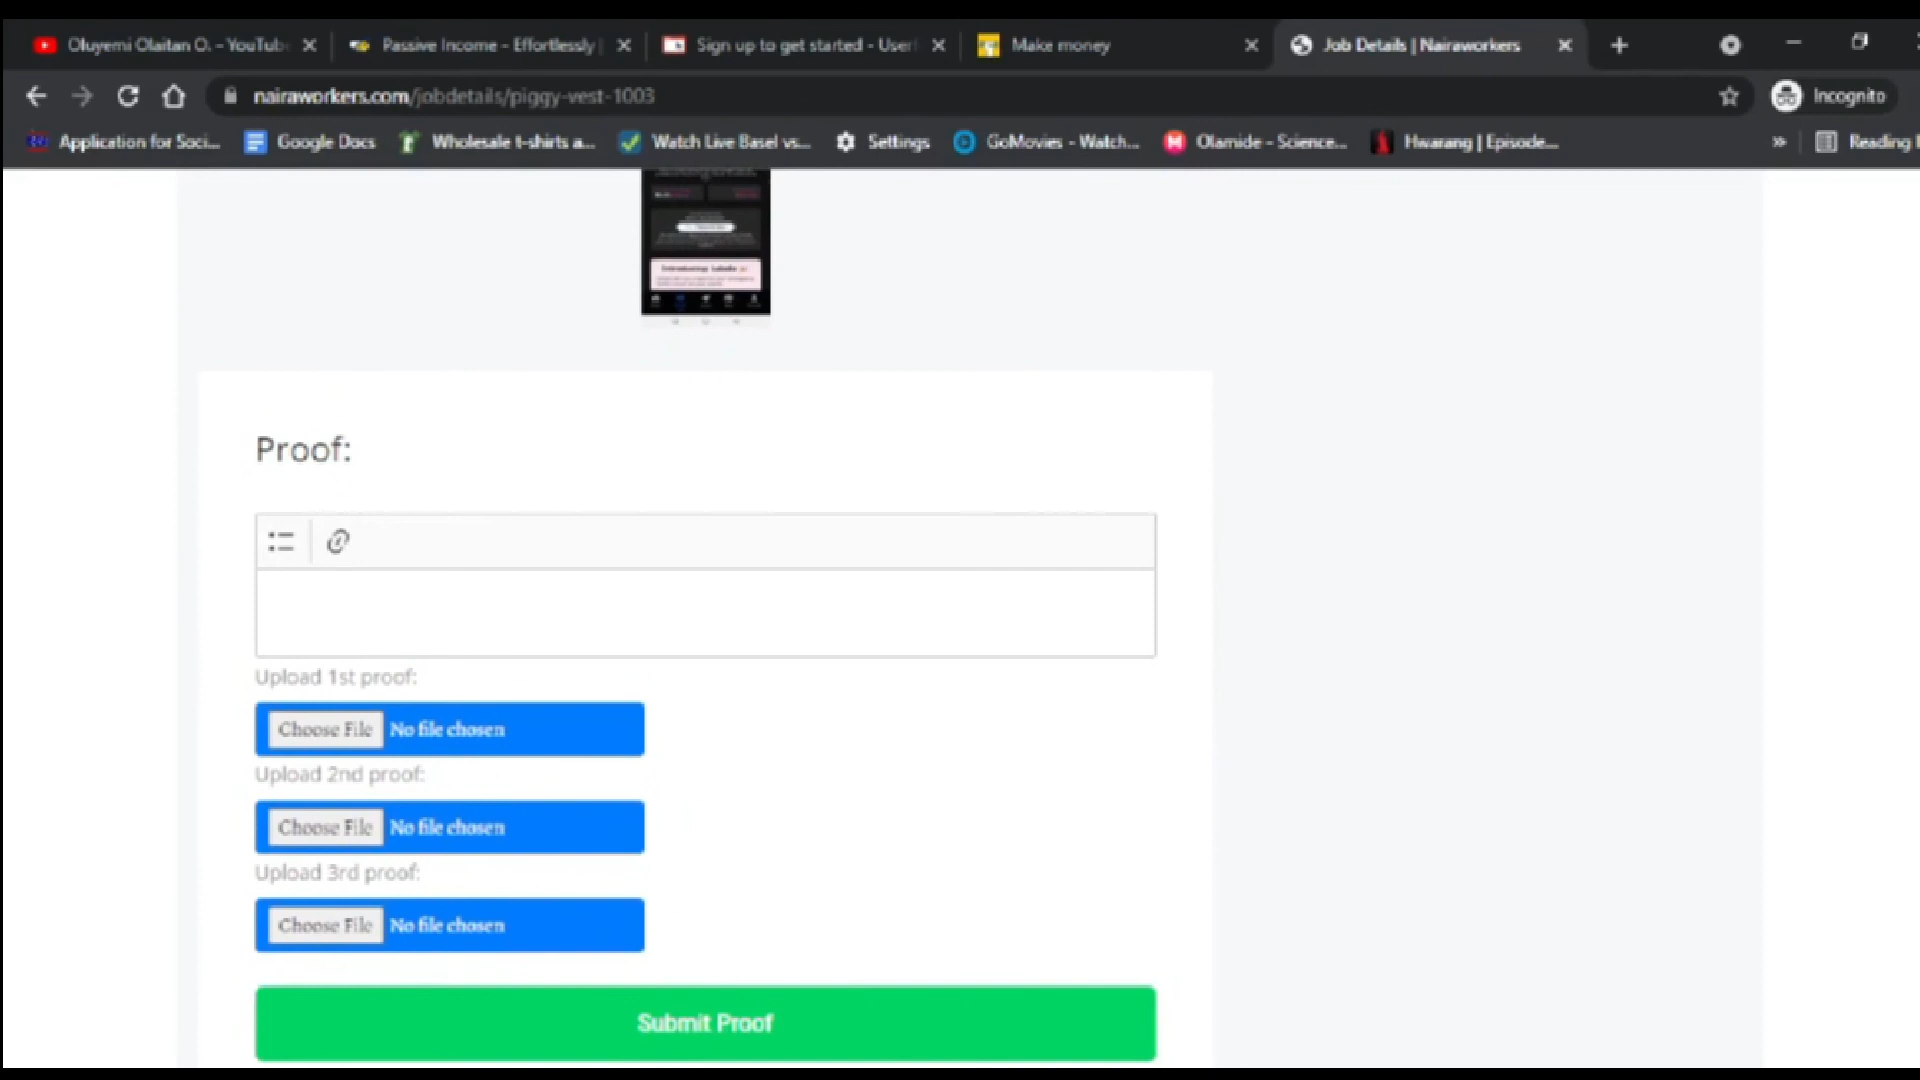 Oluyemi Olaitan O. - YouTub
Passive Income - Effortlessly
Sign up to get started - User
Make money
Job Details | Nairaworkers
nairaworkers.com/jobdetails/piggy-vest-1003
Incognito
Application for Soci...
Google Docs
Wholesale t-shirts a...
Watch Live Basel vs...
Settings
GoMovies - Watch...
Olamide - Science...
Hwarang | Episode...
Reading
Introducing
Proof:
Upload 1st proof:
Choose File No file chosen
Upload 2nd proof:
Choose File No file chosen
Upload 3rd proof:
Choose File No file chosen
Submit Proof